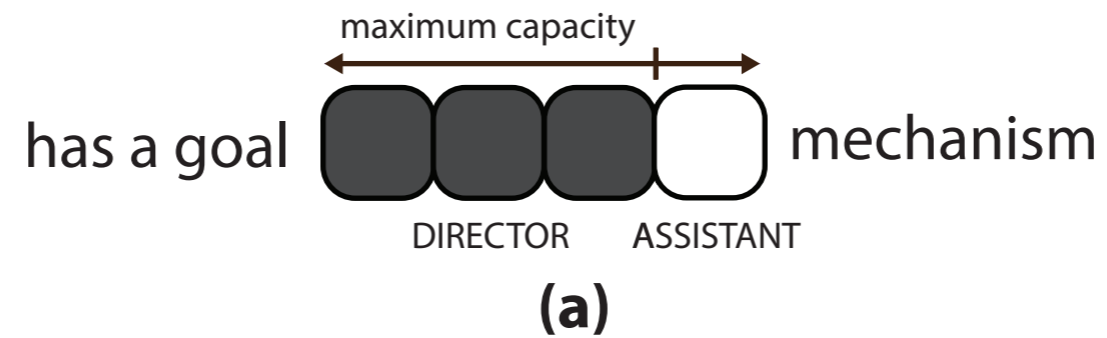 maximum capacity
has a goal
mechanism
DIRECTOR
ASSISTANT
(a)